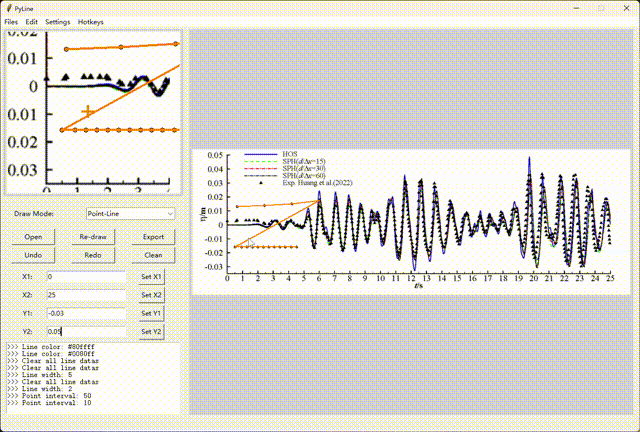 PyLine
Files Edit Settings Hotkeys
0.02
0.01
0
0.01
0.02
0.03
0 1 2 3 4
Draw Mode: Point-Line
Open Re-draw Export
Undo Redo Clean
X1: 0 Set X1
X2: 25 Set X2
Y1: -0.03 Set Y1
Y2: 0.05 Set Y2
>>> Line color: #80ffff
>>> Line color: #0080ff
>>> Clear all line datas
>>> Clear all line datas
>>> Line width: 5
>>> Clear all line datas
>>> Line width: 2
>>> Point interval: 50
>>> Point interval: 10
HOS
SPH(d/Δx=15)
SPH(d/Δx=30)
SPH(d/Δx=60)
Exp. Huang et al.(2022)
0.05
0.04
0.03
0.02
0.01
0
-0.01
-0.02
-0.03
η/m
0 1 2 3 4 5 6 7 8 9 10 11 12 13 14 15 16 17 18 19 20 21 22 23 24 25
t/s